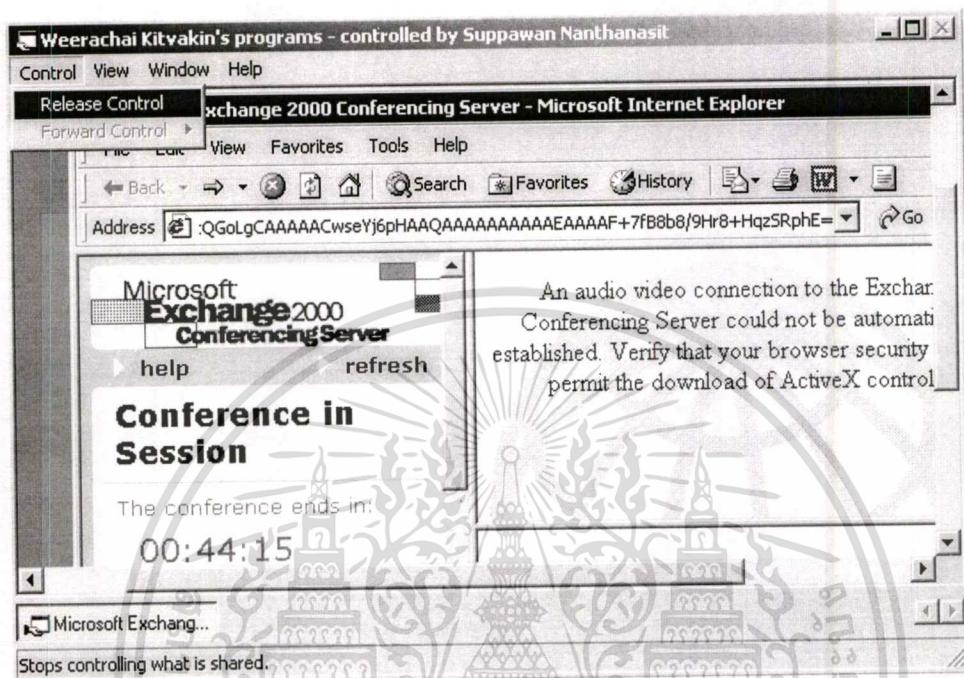 Weerachai Kitvakin's programs - controlled by Suppawan Nanthanasit
Control View Window Help
Release Control
Forward Control
xchange 2000 Conferencing Server - Microsoft Internet Explorer
File Edit View Favorites Tools Help
Back Search Favorites History
Address :QGoLgCAAAAACwseYj6pHAAQAAAAAAAAAAEAAAAF+7fB8b8/9Hr8+HqzSRphE= Go
Microsoft
Exchange 2000
Conferencing Server
help refresh
Conference in
Session
The conference ends in:
00:44:15
An audio video connection to the Exchan
Conferencing Server could not be automati
established. Verify that your browser security
permit the download of ActiveX control
Microsoft Exchang...
Stops controlling what is shared.